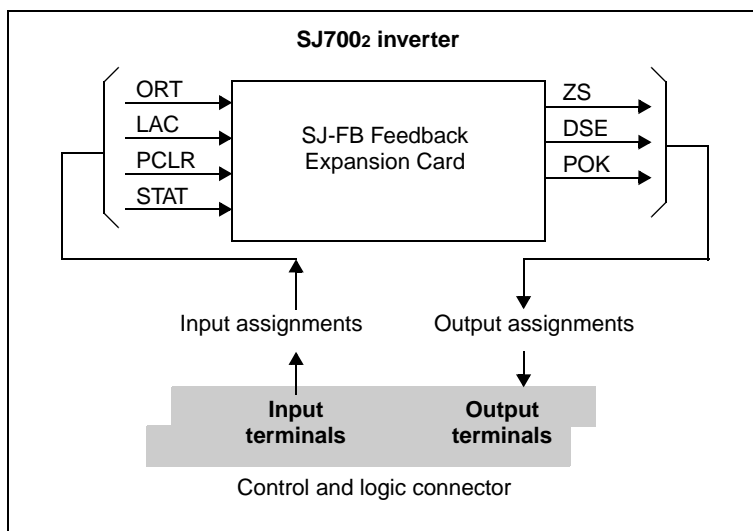 SJ7002 inverter
ORT
LAC
PCLR
STAT
SJ-FB Feedback
Expansion Card
ZS
DSE
POK
Input assignments
Output assignments
Input
terminals
Output
terminals
Control and logic connector